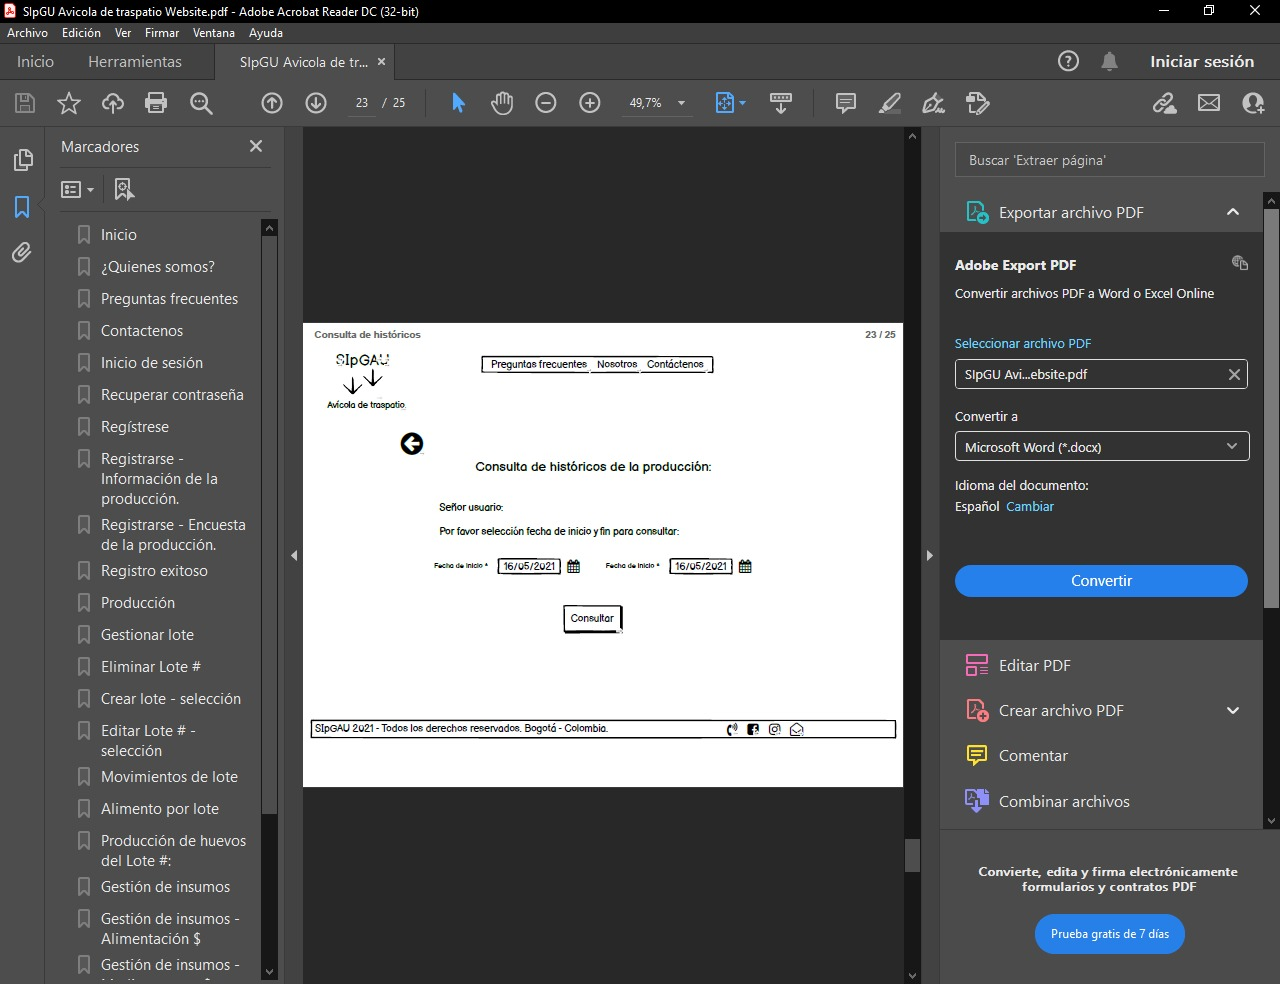 SIpGU Avicola de traspatio Website.pdf - Adobe Acrobat Reader DC (32-bit)
Archivo Edición Ver Firmar Ventana Ayuda
Inicio Herramientas SIpGU Avicola de tr... × Iniciar sesión
23 / 25 49,7%
Marcadores
Inicio
¿Quienes somos?
Preguntas frecuentes
Contactenos
Inicio de sesión
Recuperar contraseña
Regístrese
Registrarse -
Información de la
producción.
Registrarse - Encuesta
de la producción.
Registro exitoso
Producción
Gestionar lote
Eliminar Lote #
Crear lote - selección
Editar Lote # -
selección
Movimientos de lote
Alimento por lote
Producción de huevos
del Lote #:
Gestión de insumos
Gestión de insumos -
Alimentación $
Gestión de insumos -
Consulta de históricos 23 / 25
SIpGAU
Avícola de traspatio
Preguntas frecuentes Nosotros Contáctenos
Consulta de históricos de la producción:
Señor usuario:
Por favor selección fecha de inicio y fin para consultar:
Fecha de inicio * 16/05/2021 Fecha de inicio * 16/05/2021
Consultar
SIpGAU 2021 - Todos los derechos reservados. Bogotá - Colombia.
Buscar 'Extraer página'
Exportar archivo PDF
Adobe Export PDF
Convertir archivos PDF a Word o Excel Online
Seleccionar archivo PDF
SIpGU Avi...ebsite.pdf
Convertir a
Microsoft Word (*.docx)
Idioma del documento:
Español Cambiar
Convertir
Editar PDF
Crear archivo PDF
Comentar
Combinar archivos
Convierte, edita y firma electrónicamente
formularios y contratos PDF
Prueba gratis de 7 días